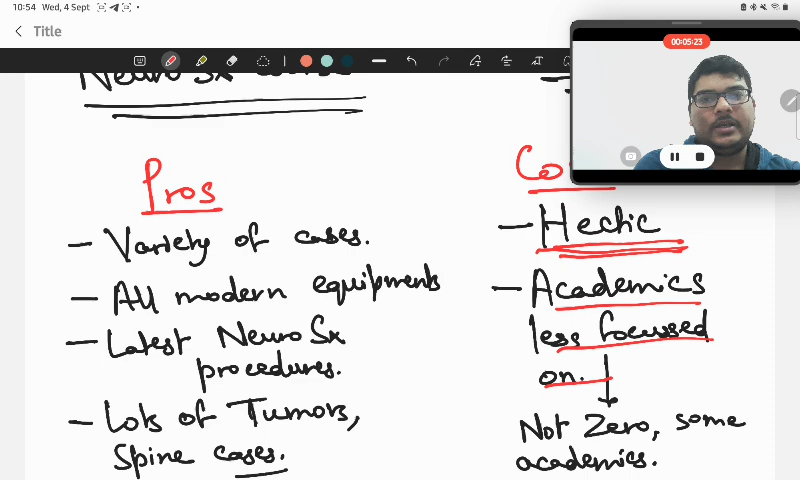 10:54 Wed, 4 Sept
Title
00:05:23
Neuro Sx
Pros
- Variety of cases.
- All modern equipments
- Latest NeuroSx
procedures.
- Lots of Tumors,
Spine cases.
Co
- Hectic
- Academics
less focussed
on.
Not Zero, some
academics.